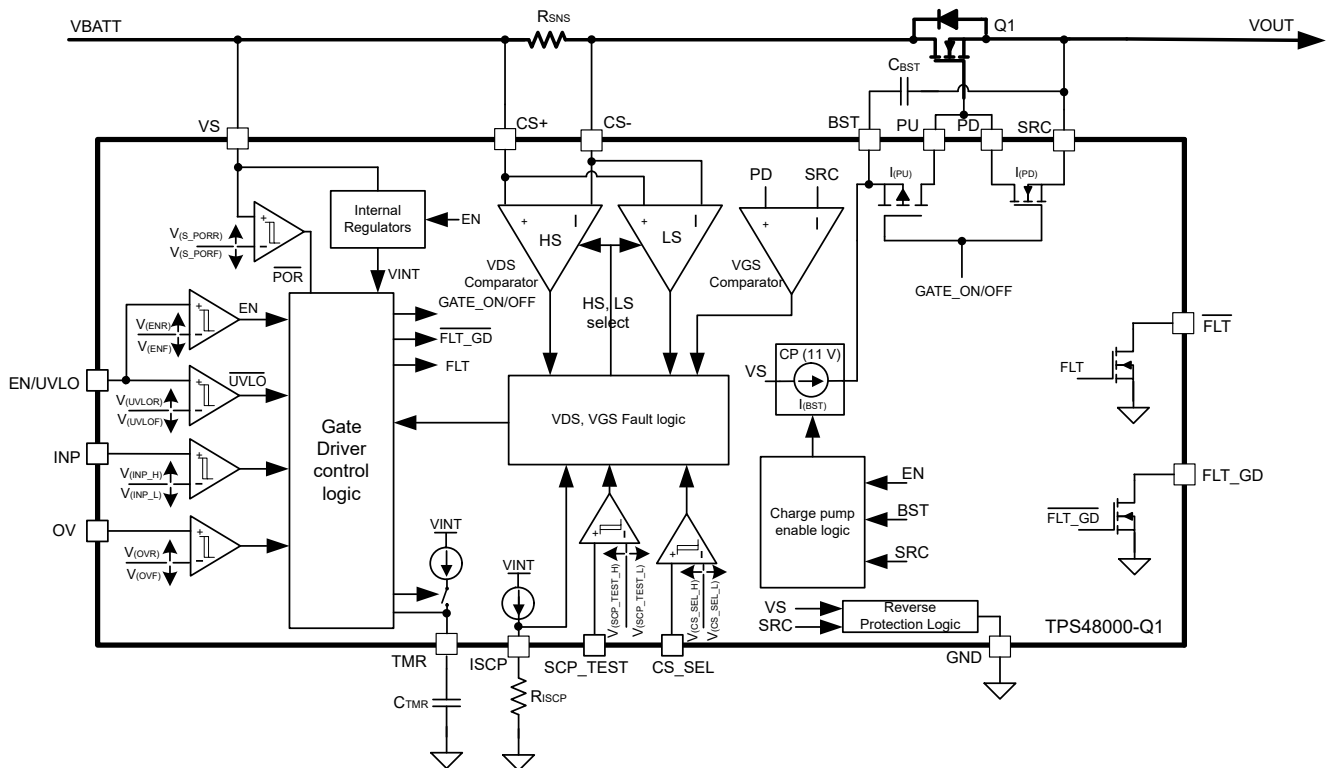 VBATT
RSNS
Q1
VOUT
CBST
VS
CS+
CS-
BST
PU
PD
SRC
I(PU)
I(PD)
PD
SRC
Internal
Regulators
EN
V(S_PORR)
V(S_PORF)
+
-
POR
VINT
+
HS
VDS
Comparator
+
LS
VGS
Comparator
+
GATE_ON/OFF
GATE_ON/OFF
FLT_GD
FLT
HS, LS
select
EN
V(ENR)
V(ENF)
+
-
EN/UVLO
UVLO
V(UVLOR)
V(UVLOF)
+
-
INP
V(INP_H)
V(INP_L)
+
-
OV
V(OVR)
V(OVF)
+
-
Gate
Driver
control
logic
VDS, VGS Fault logic
CP (11 V)
VS
I(BST)
FLT
FLT
FLT_GD
FLT_GD
Charge pump
enable logic
EN
BST
SRC
VINT
VINT
+
-
V(SCP_TEST_H)
V(SCP_TEST_L)
+
-
V(CS_SEL_H)
V(CS_SEL_L)
VS
SRC
Reverse
Protection Logic
TPS48000-Q1
TMR
ISCP
SCP_TEST
CS_SEL
GND
CTMR
RISCP